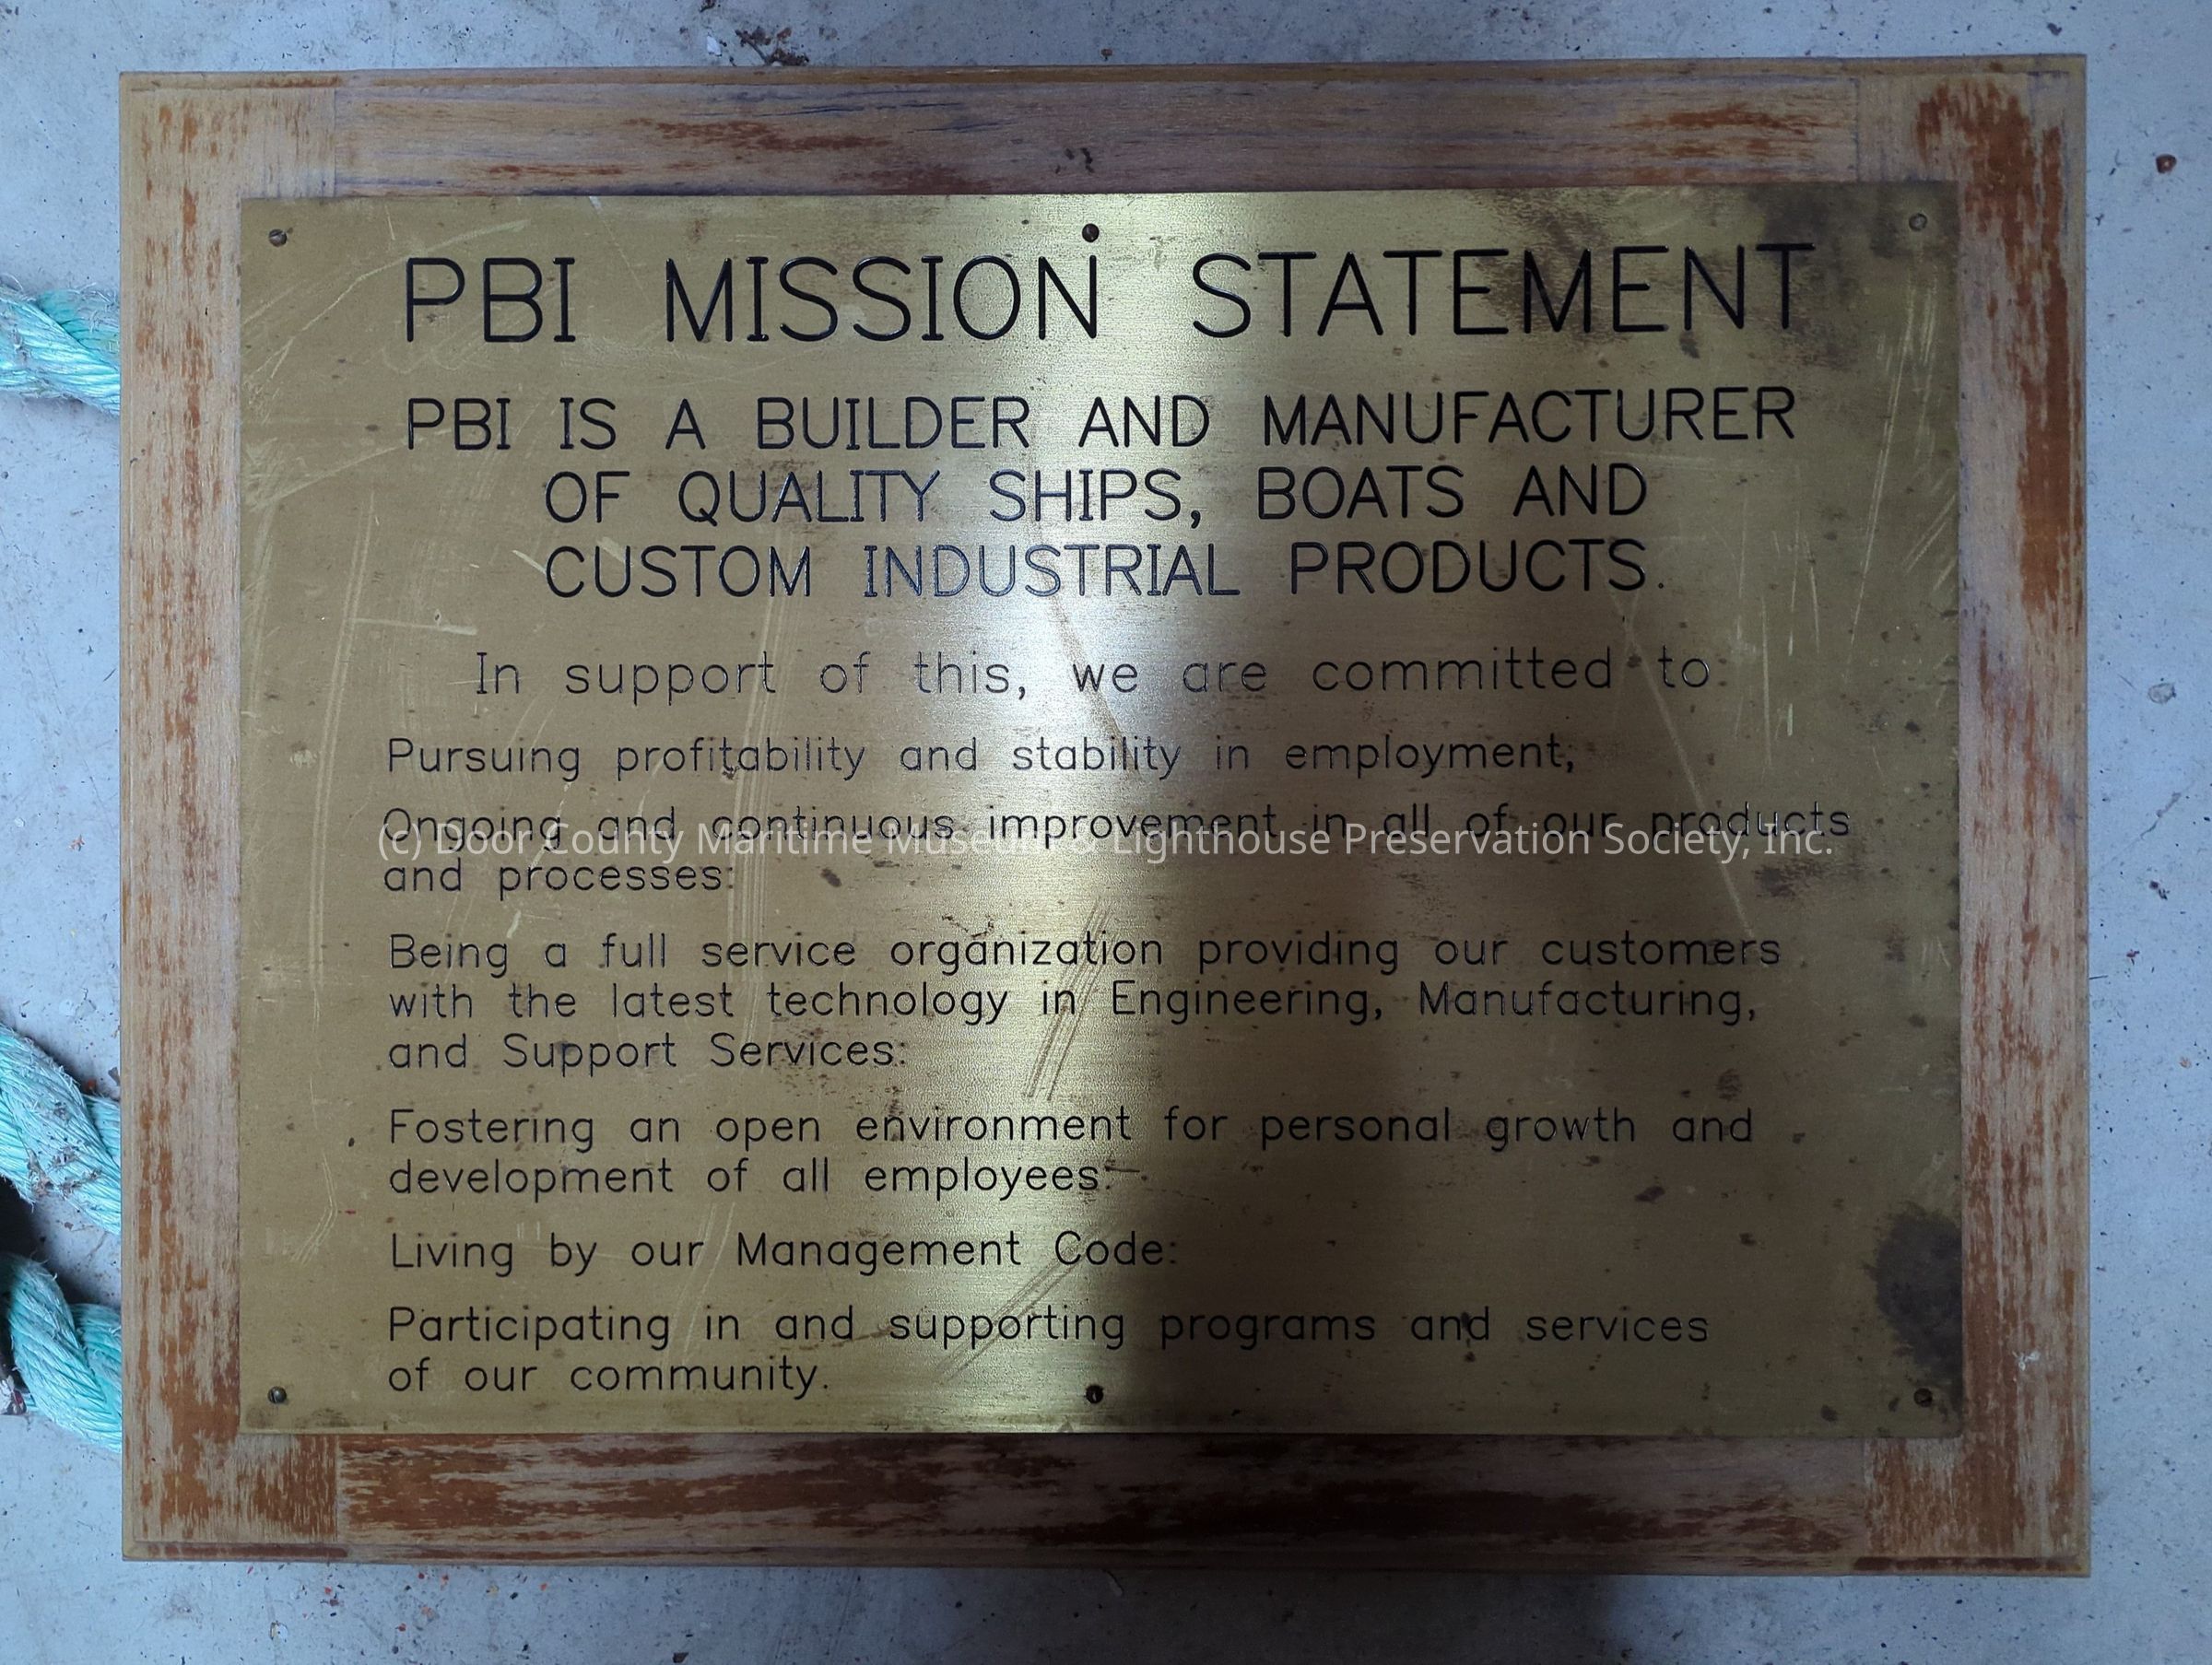 PBI MISSION STATEMENT
PBI IS A BUILDER AND MANUFACTURER
OF QUALITY SHIPS, BOATS AND
CUSTOM INDUSTRIAL PRODUCTS.
In support of this, we are committed to:
Pursuing profitability and stability in employment;
Ongoing and continuous improvement in all of our products
(c) Door County Maritime Museum & Lighthouse Preservation Society, Inc.
and processes:
Being a full service organization providing our customers
with the latest technology in Engineering, Manufacturing,
and Support Services:
Fostering an open environment for personal growth and
development of all employees:
Living by our Management Code:
Participating in and supporting programs and services
of our community.